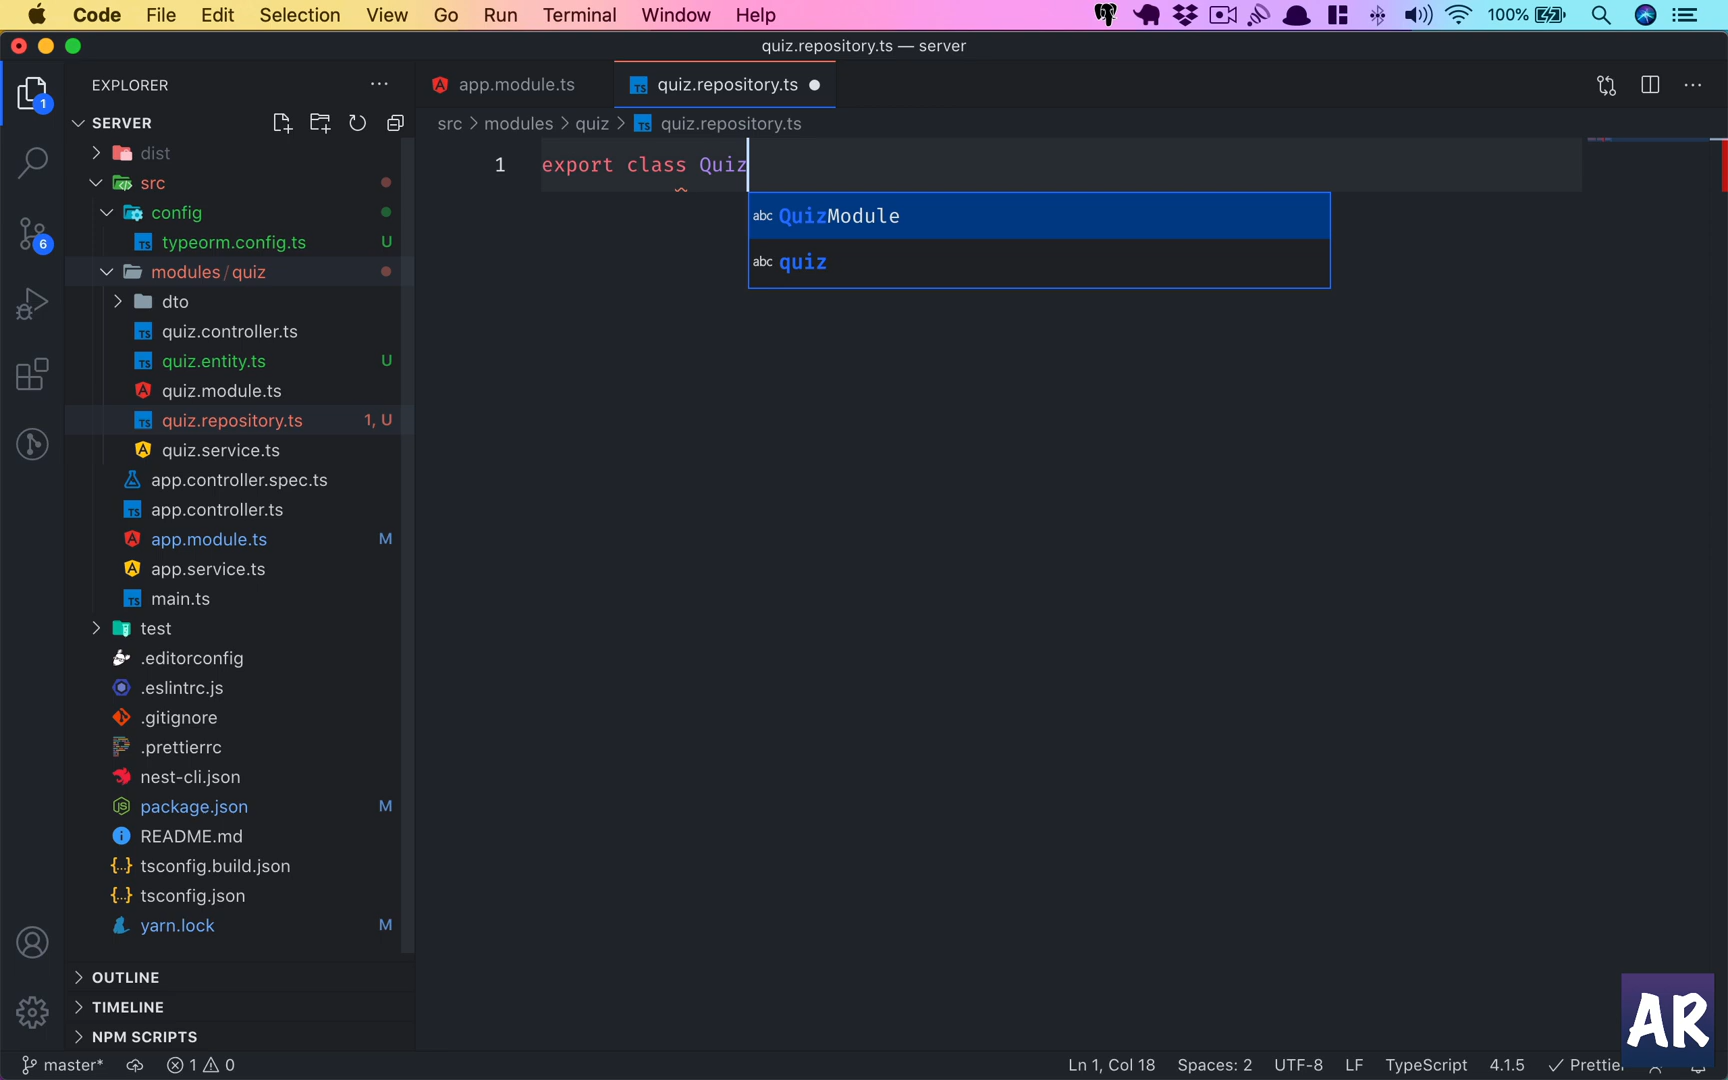 Code File Edit Selection View Go Run Terminal Window Help 100%
quiz.repository.ts — server
EXPLORER
app.module.ts
quiz.repository.ts
SERVER
src modules quiz quiz.repository.ts
dist
1 export class Quiz
src
config
abc QuizModule
typeorm.config.ts U
abc quiz
modules/quiz
dto
quiz.controller.ts
quiz.entity.ts U
quiz.module.ts
quiz.repository.ts 1, U
quiz.service.ts
app.controller.spec.ts
app.controller.ts
app.module.ts M
app.service.ts
main.ts
test
.editorconfig
.eslintrc.js
.gitignore
.prettierrc
nest-cli.json
package.json M
README.md
tsconfig.build.json
tsconfig.json
yarn.lock M
OUTLINE
TIMELINE
NPM SCRIPTS
AR
master* 1 0 Ln 1, Col 18 Spaces: 2 UTF-8 LF TypeScript 4.1.5 Prettie